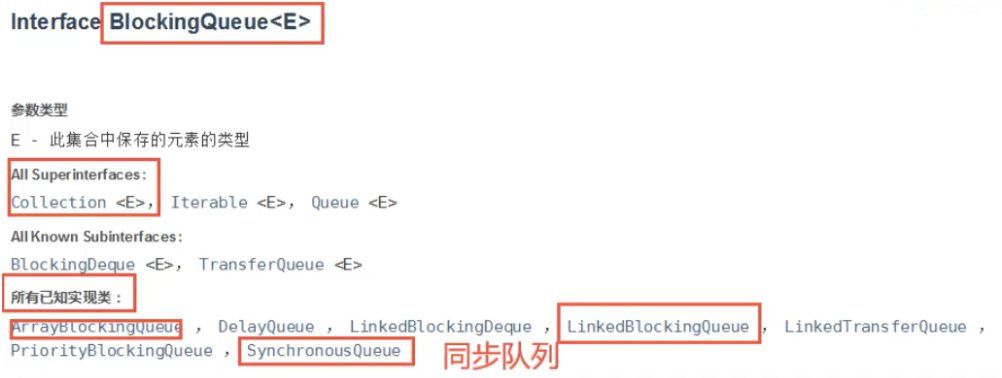 Interface BlockingQueue<E>
参数类型
E - 此集合中保存的元素的类型
All Superinterfaces:
Collection <E>， Iterable <E>， Queue <E>
All Known Subinterfaces:
BlockingDeque <E>， TransferQueue <E>
所有已知实现类：
ArrayBlockingQueue ， DelayQueue ， LinkedBlockingDeque ， LinkedBlockingQueue ， LinkedTransferQueue ，
PriorityBlockingQueue ， SynchronousQueue 同步队列